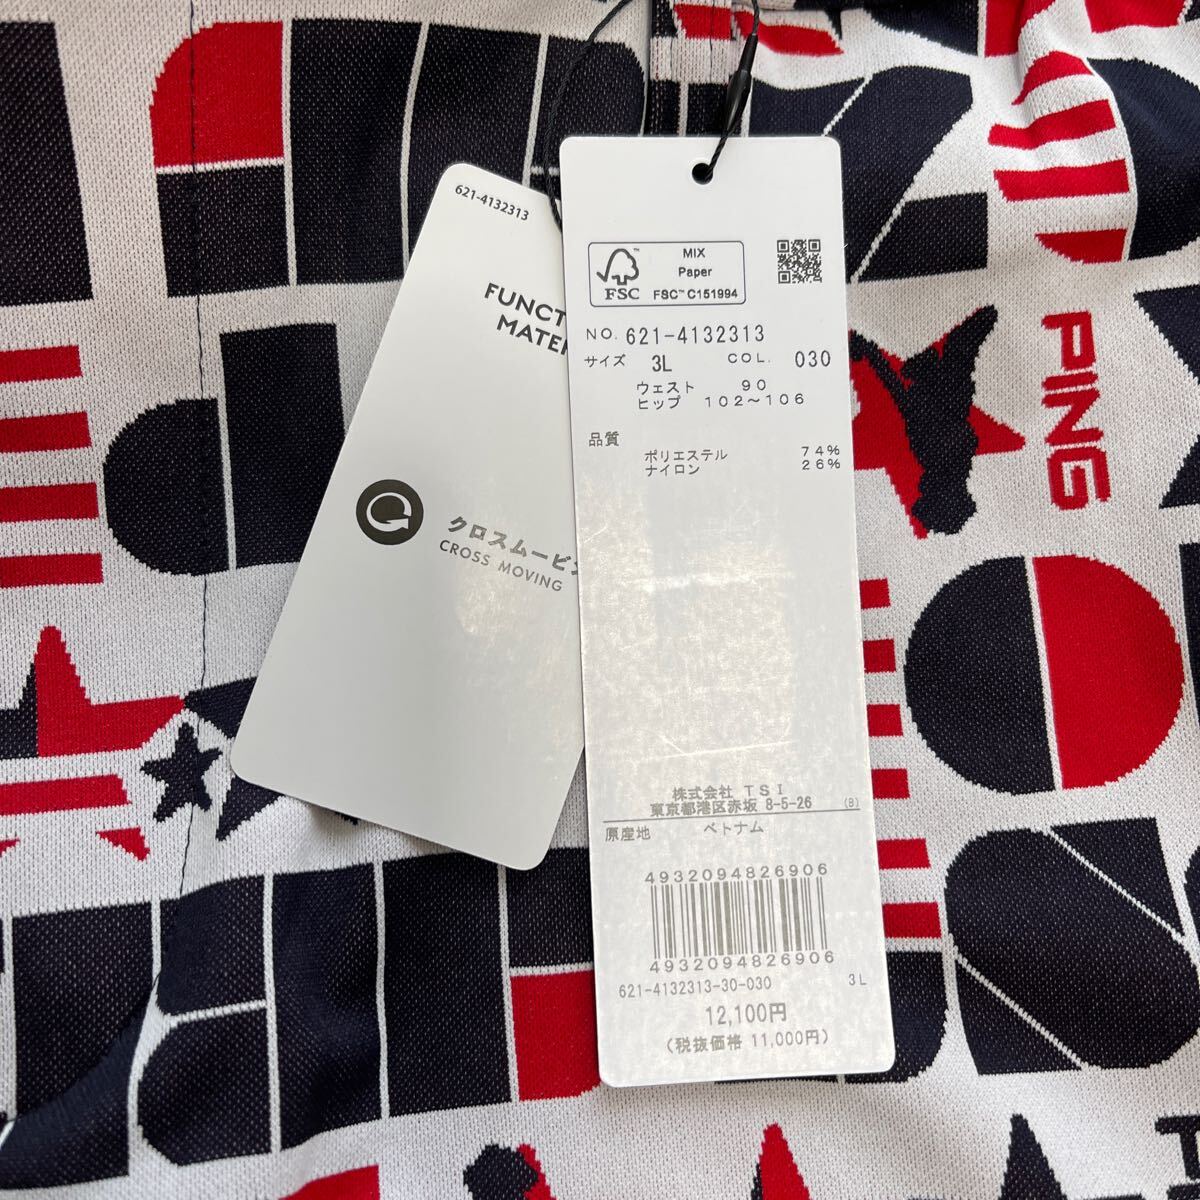 621-4132313
FUNCT
MATE
クロスムービ
CROSS MOVING
FSC
MIX
Paper
FSC™ C151994
NO. 621-4132313
サイズ 3L COL. 030
ウェスト 90
ヒップ 102～106
品質
ポリエステル 74%
ナイロン 26%
株式会社 TSI
東京都港区赤坂 8-5-26 (B)
原産地 ベトナム
4932094826906
4932094826906
621-4132313-30-030 3L
12,100円
(税抜価格 11,000円)
PING